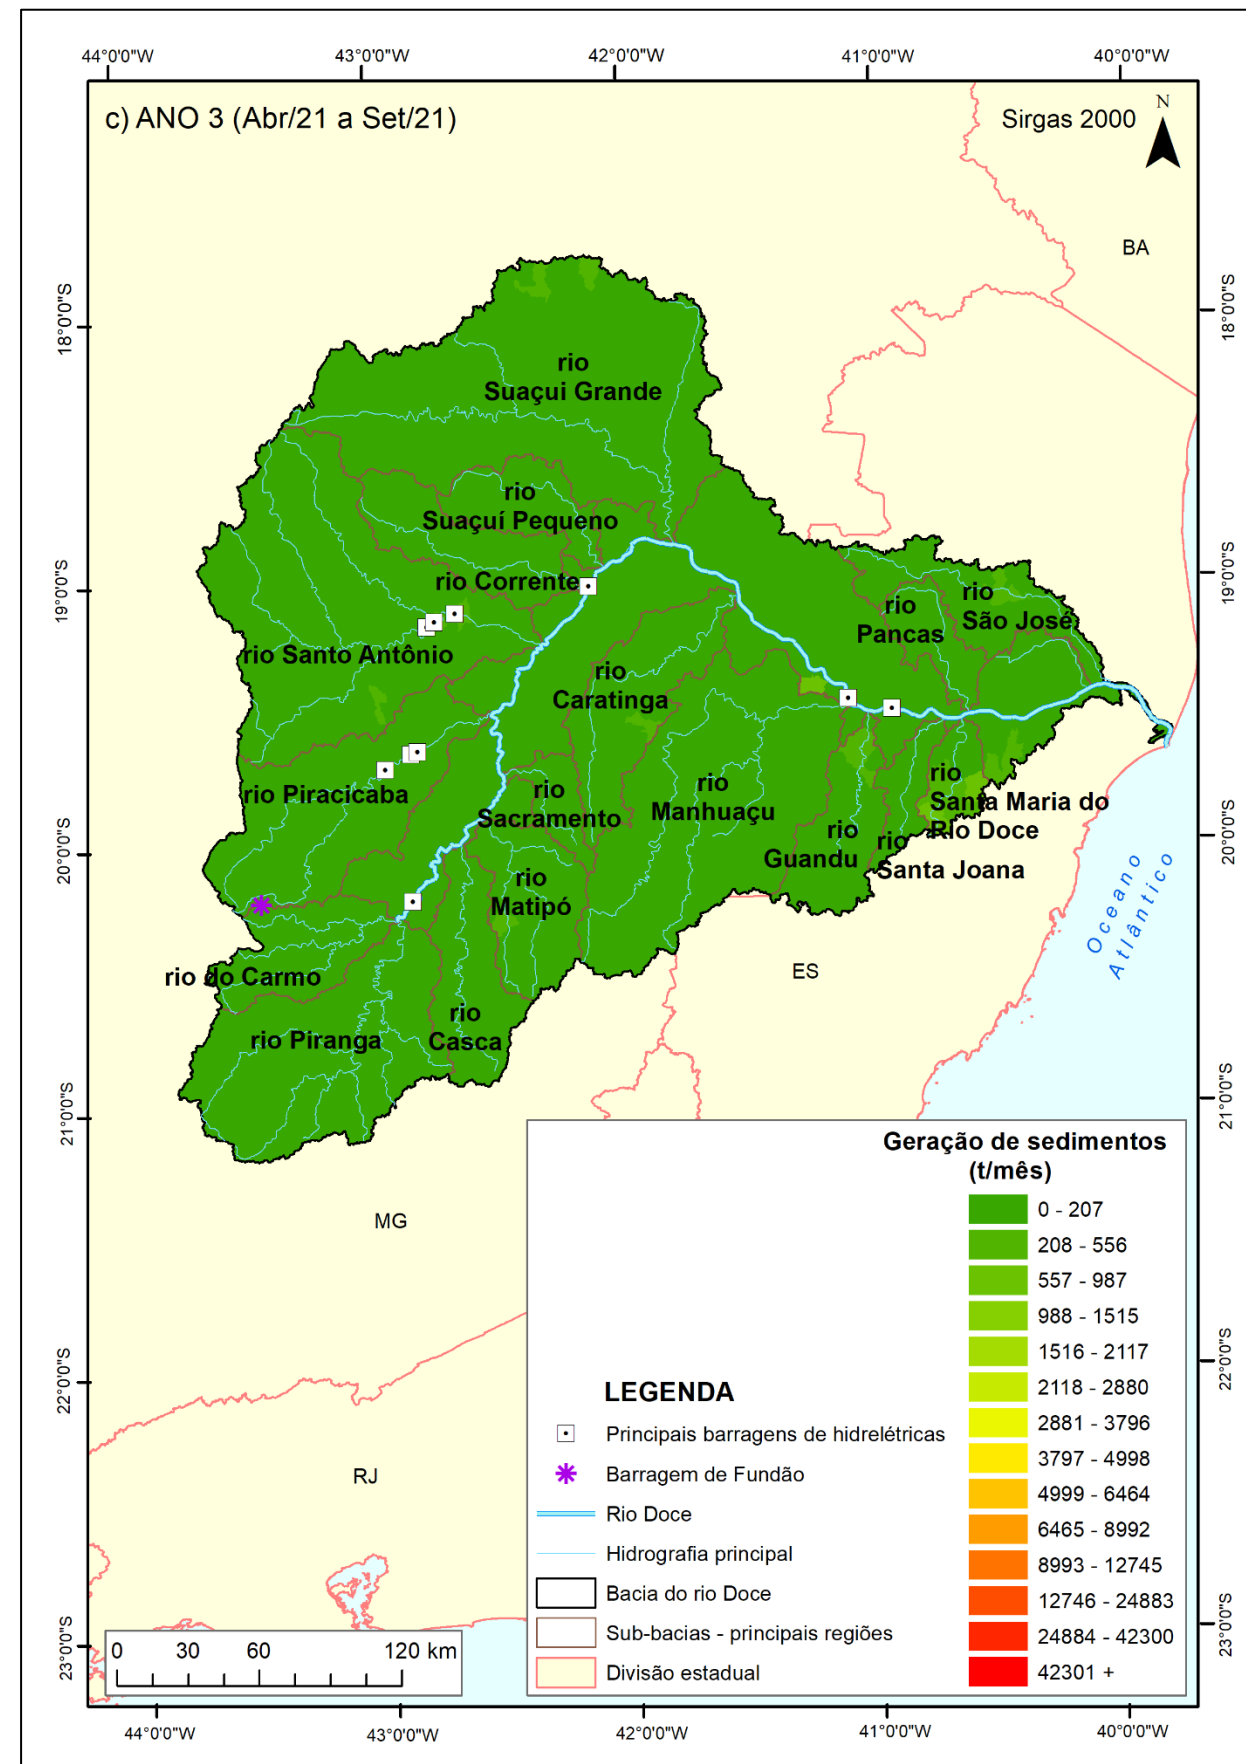 44°0'0"W 43°0'0"W 42°0'0"W 41°0'0"W 40°0'0"W
c) ANO 3 (Abr/21 a Set/21)
Sirgas 2000
N
BA
18°0'0"S
18°0'0"S
rio
Suaçui Grande
rio
Suaçuí Pequeno
19°0'0"S
19°0'0"S
rio Corrente
rio
Pancas
rio
São José
rio Santo Antônio
rio
Caratinga
rio Piracicaba
rio
Sacramento
rio
Manhuaçu
rio
Santa Maria do
RIo Doce
rio
Guandu
rio
Santa Joana
20°0'0"S
20°0'0"S
rio
Matipó
Oceano
Atlântico
rio do Carmo
ES
rio Piranga
rio
Casca
21°0'0"S
21°0'0"S
MG
Geração de sedimentos
(t/mês)
0 - 207
208 - 556
557 - 987
988 - 1515
1516 - 2117
2118 - 2880
2881 - 3796
3797 - 4998
4999 - 6464
6465 - 8992
8993 - 12745
12746 - 24883
24884 - 42300
42301 +
22°0'0"S
22°0'0"S
LEGENDA
Principais barragens de hidrelétricas
Barragem de Fundão
Rio Doce
Hidrografia principal
Bacia do rio Doce
Sub-bacias - principais regiões
Divisão estadual
RJ
23°0'0"S
23°0'0"S
0 30 60 120 km
44°0'0"W 43°0'0"W 42°0'0"W 41°0'0"W 40°0'0"W